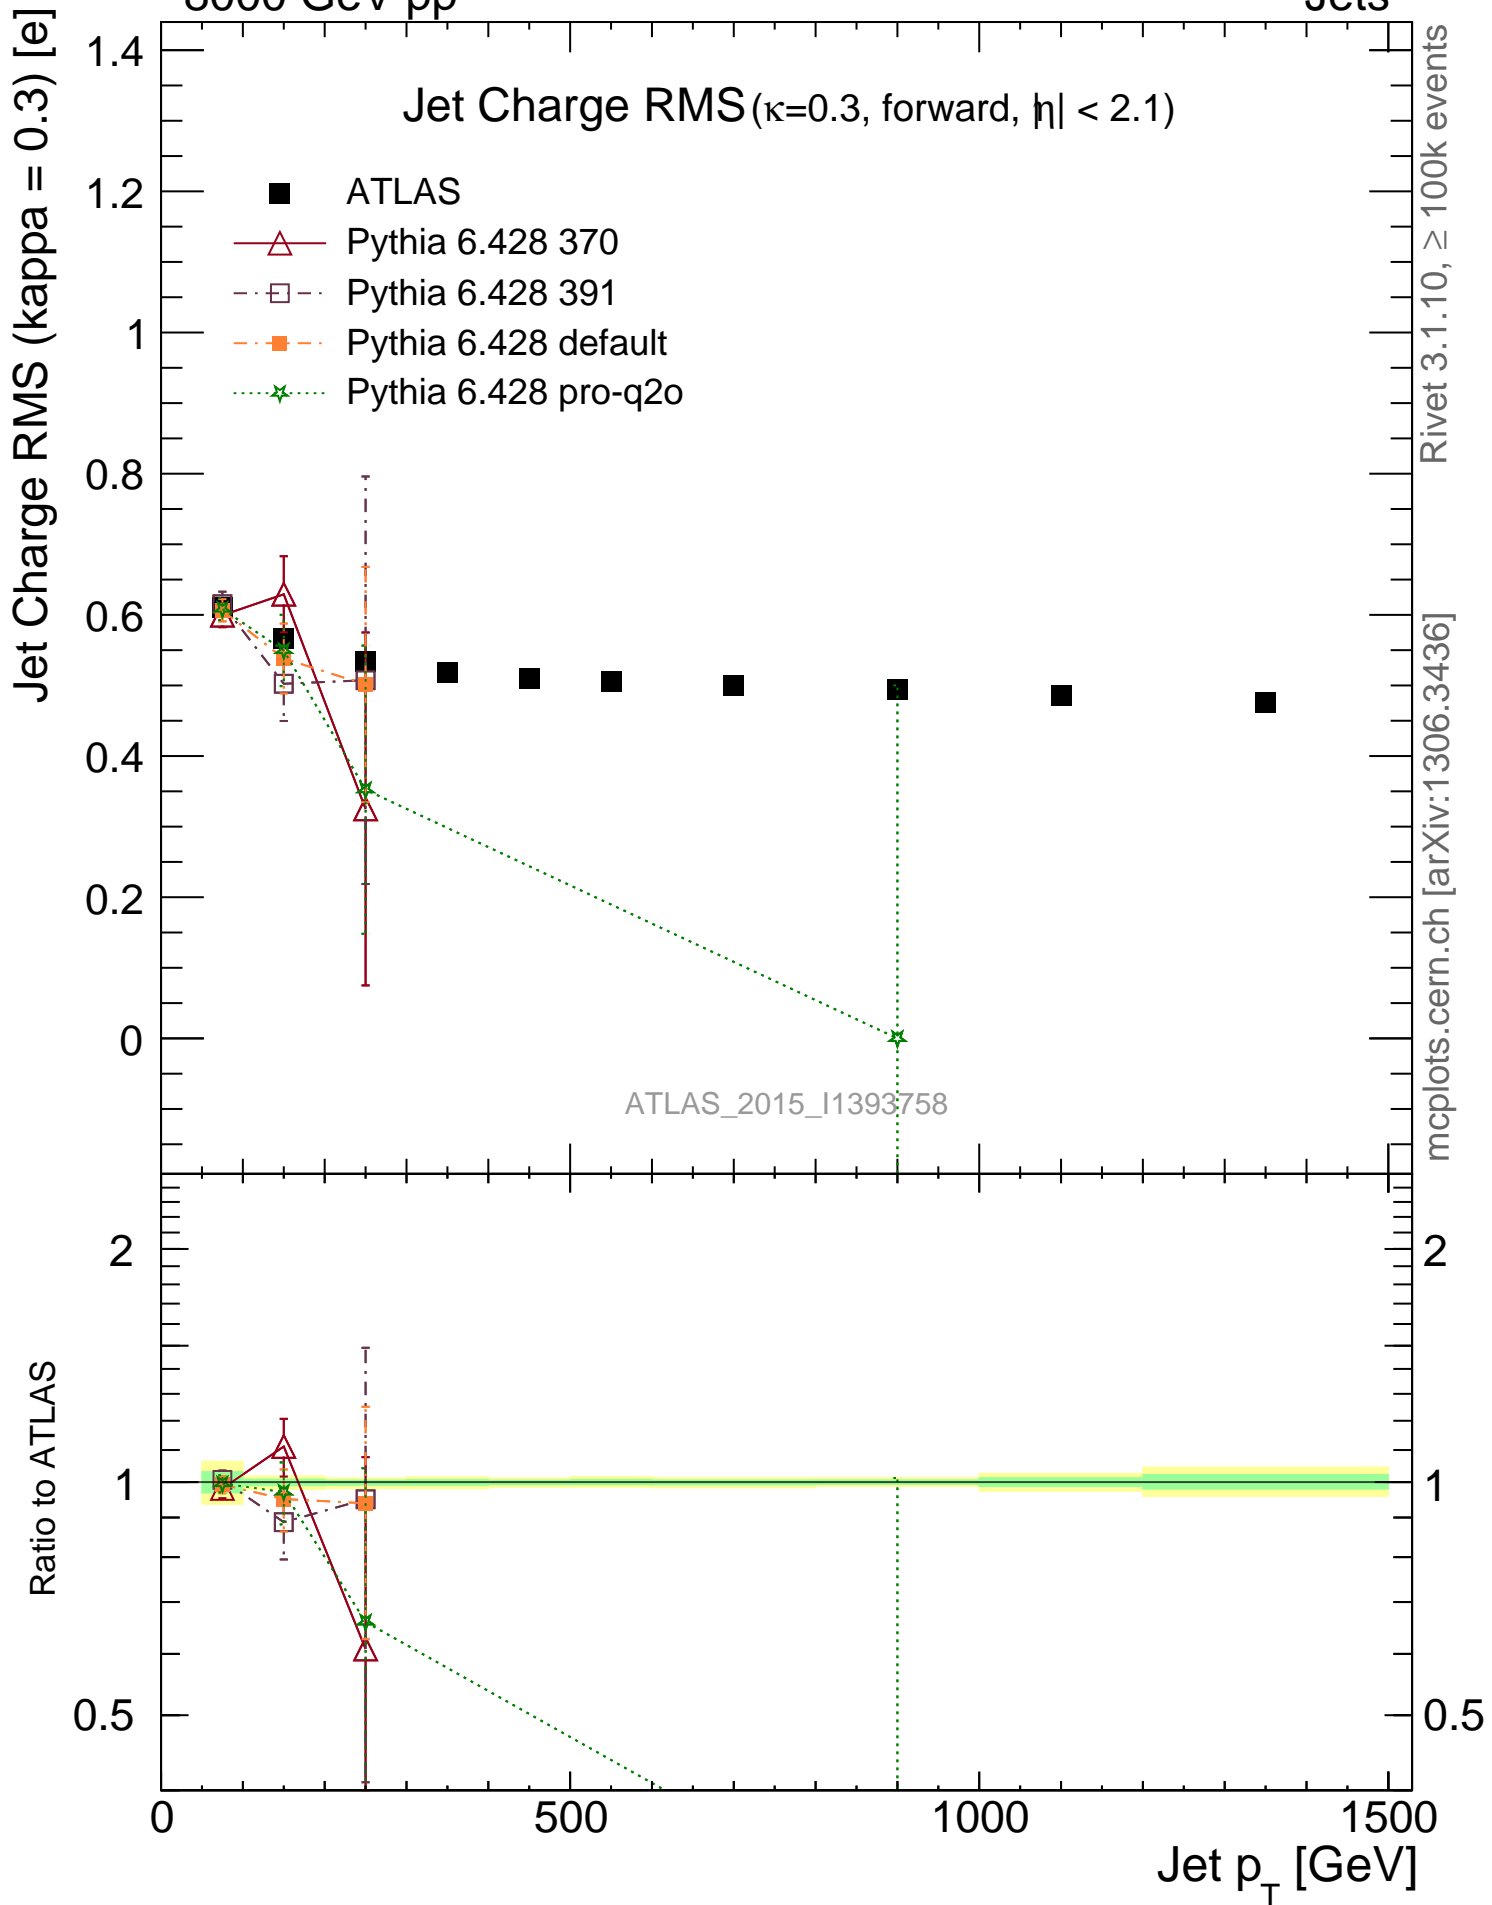 8000 GeV pp
Jets
Jet Charge RMS (kappa = 0.3) [e]
Jet Charge RMS (κ=0.3, forward, |η| < 2.1)
ATLAS
Pythia 6.428 370
Pythia 6.428 391
Pythia 6.428 default
Pythia 6.428 pro-q2o
1.4
1.2
1
0.8
0.6
0.4
0.2
0
ATLAS_2015_I1393758
Rivet 3.1.10, ≥ 100k events
mcplots.cern.ch [arXiv:1306.3436]
Ratio to ATLAS
2
1
0.5
2
1
0.5
0
500
1000
1500
Jet p_T [GeV]